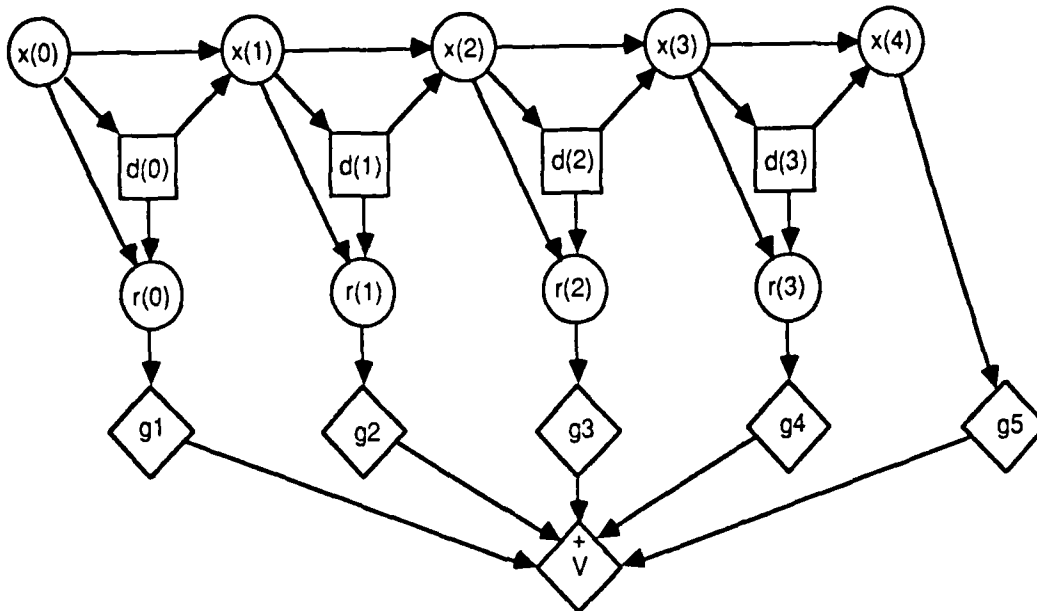 x(0) x(1) x(2) x(3) x(4)
d(0) d(1) d(2) d(3)
r(0) r(1) r(2) r(3)
g1 g2 g3 g4 g5
+
V